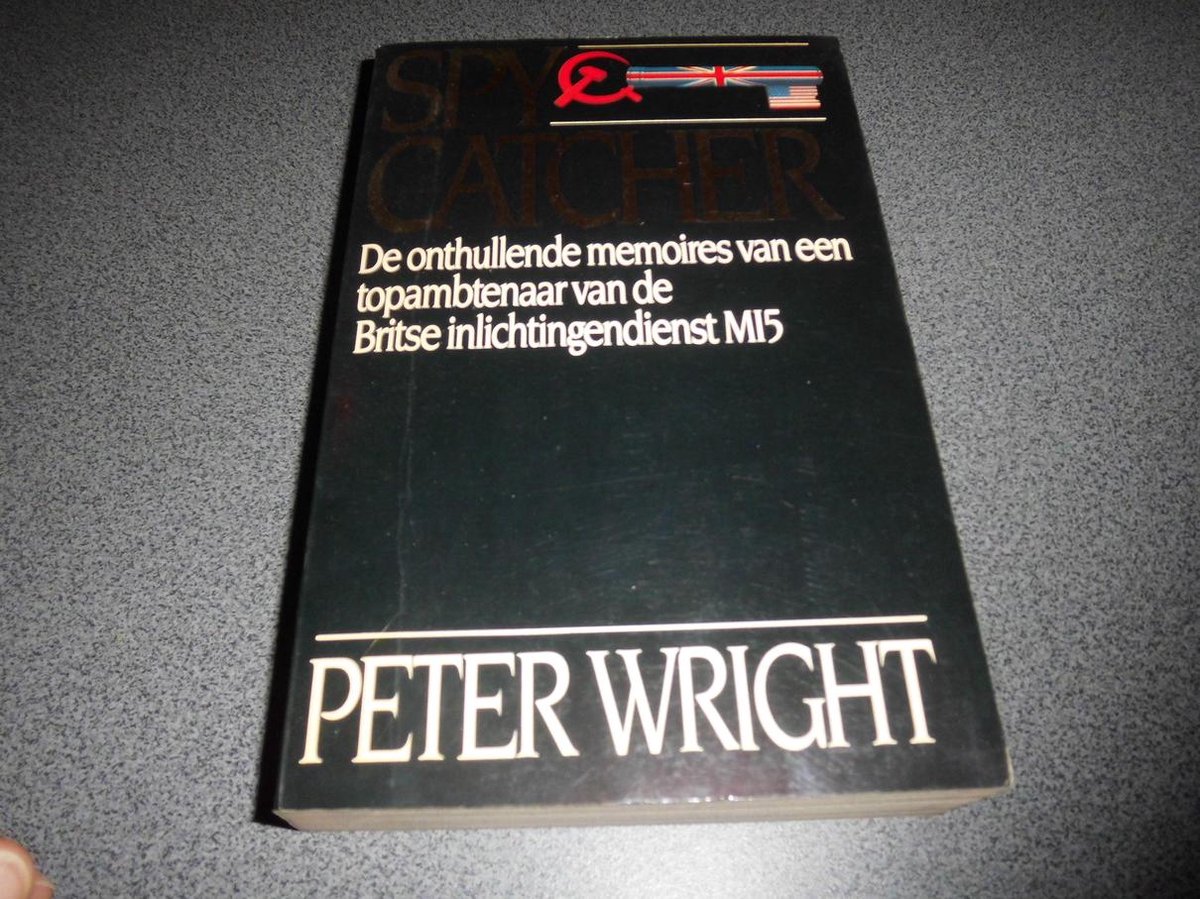 SPY
CATCHER
De onthullende memoires van een
topambtenaar van de
Britse inlichtingendienst MI5
PETER WRIGHT